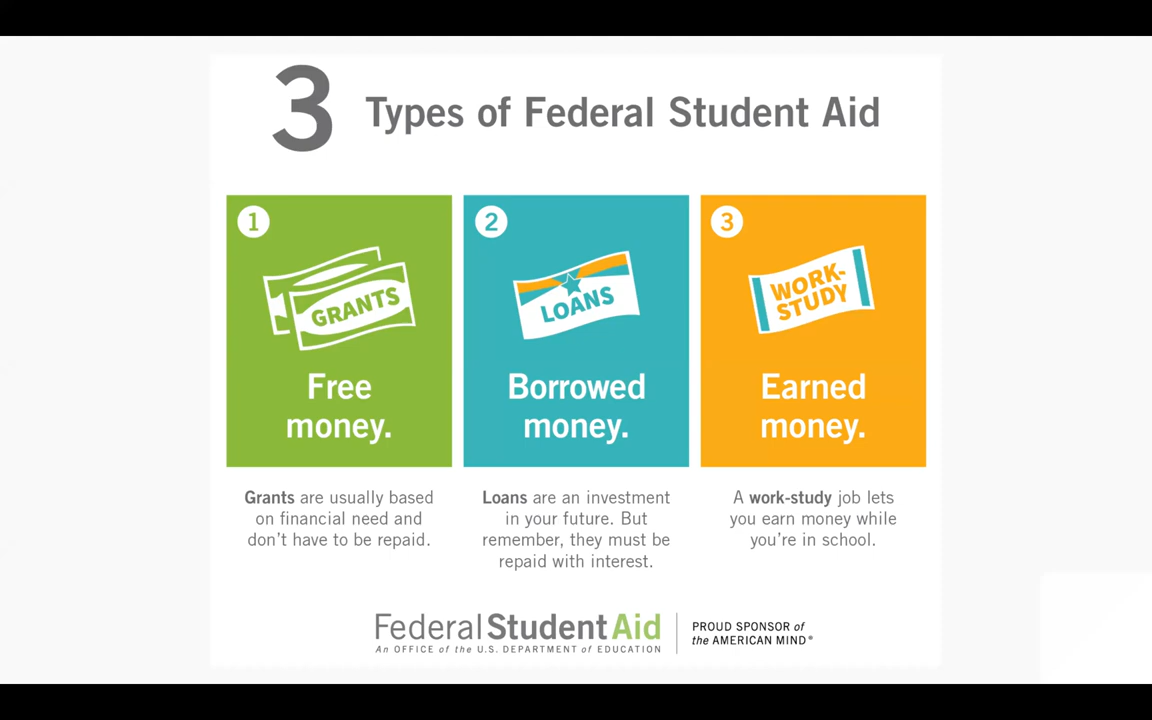 3 Types of Federal Student Aid
1
GRANTS
Free
money.
Grants are usually based
on financial need and
don't have to be repaid.
2
LOANS
Borrowed
money.
Loans are an investment
in your future. But
remember, they must be
repaid with interest.
3
WORK-
STUDY
Earned
money.
A work-study job lets
you earn money while
you're in school.
Federal Student Aid
An OFFICE of the U.S. DEPARTMENT of EDUCATION
PROUD SPONSOR of
the AMERICAN MIND®